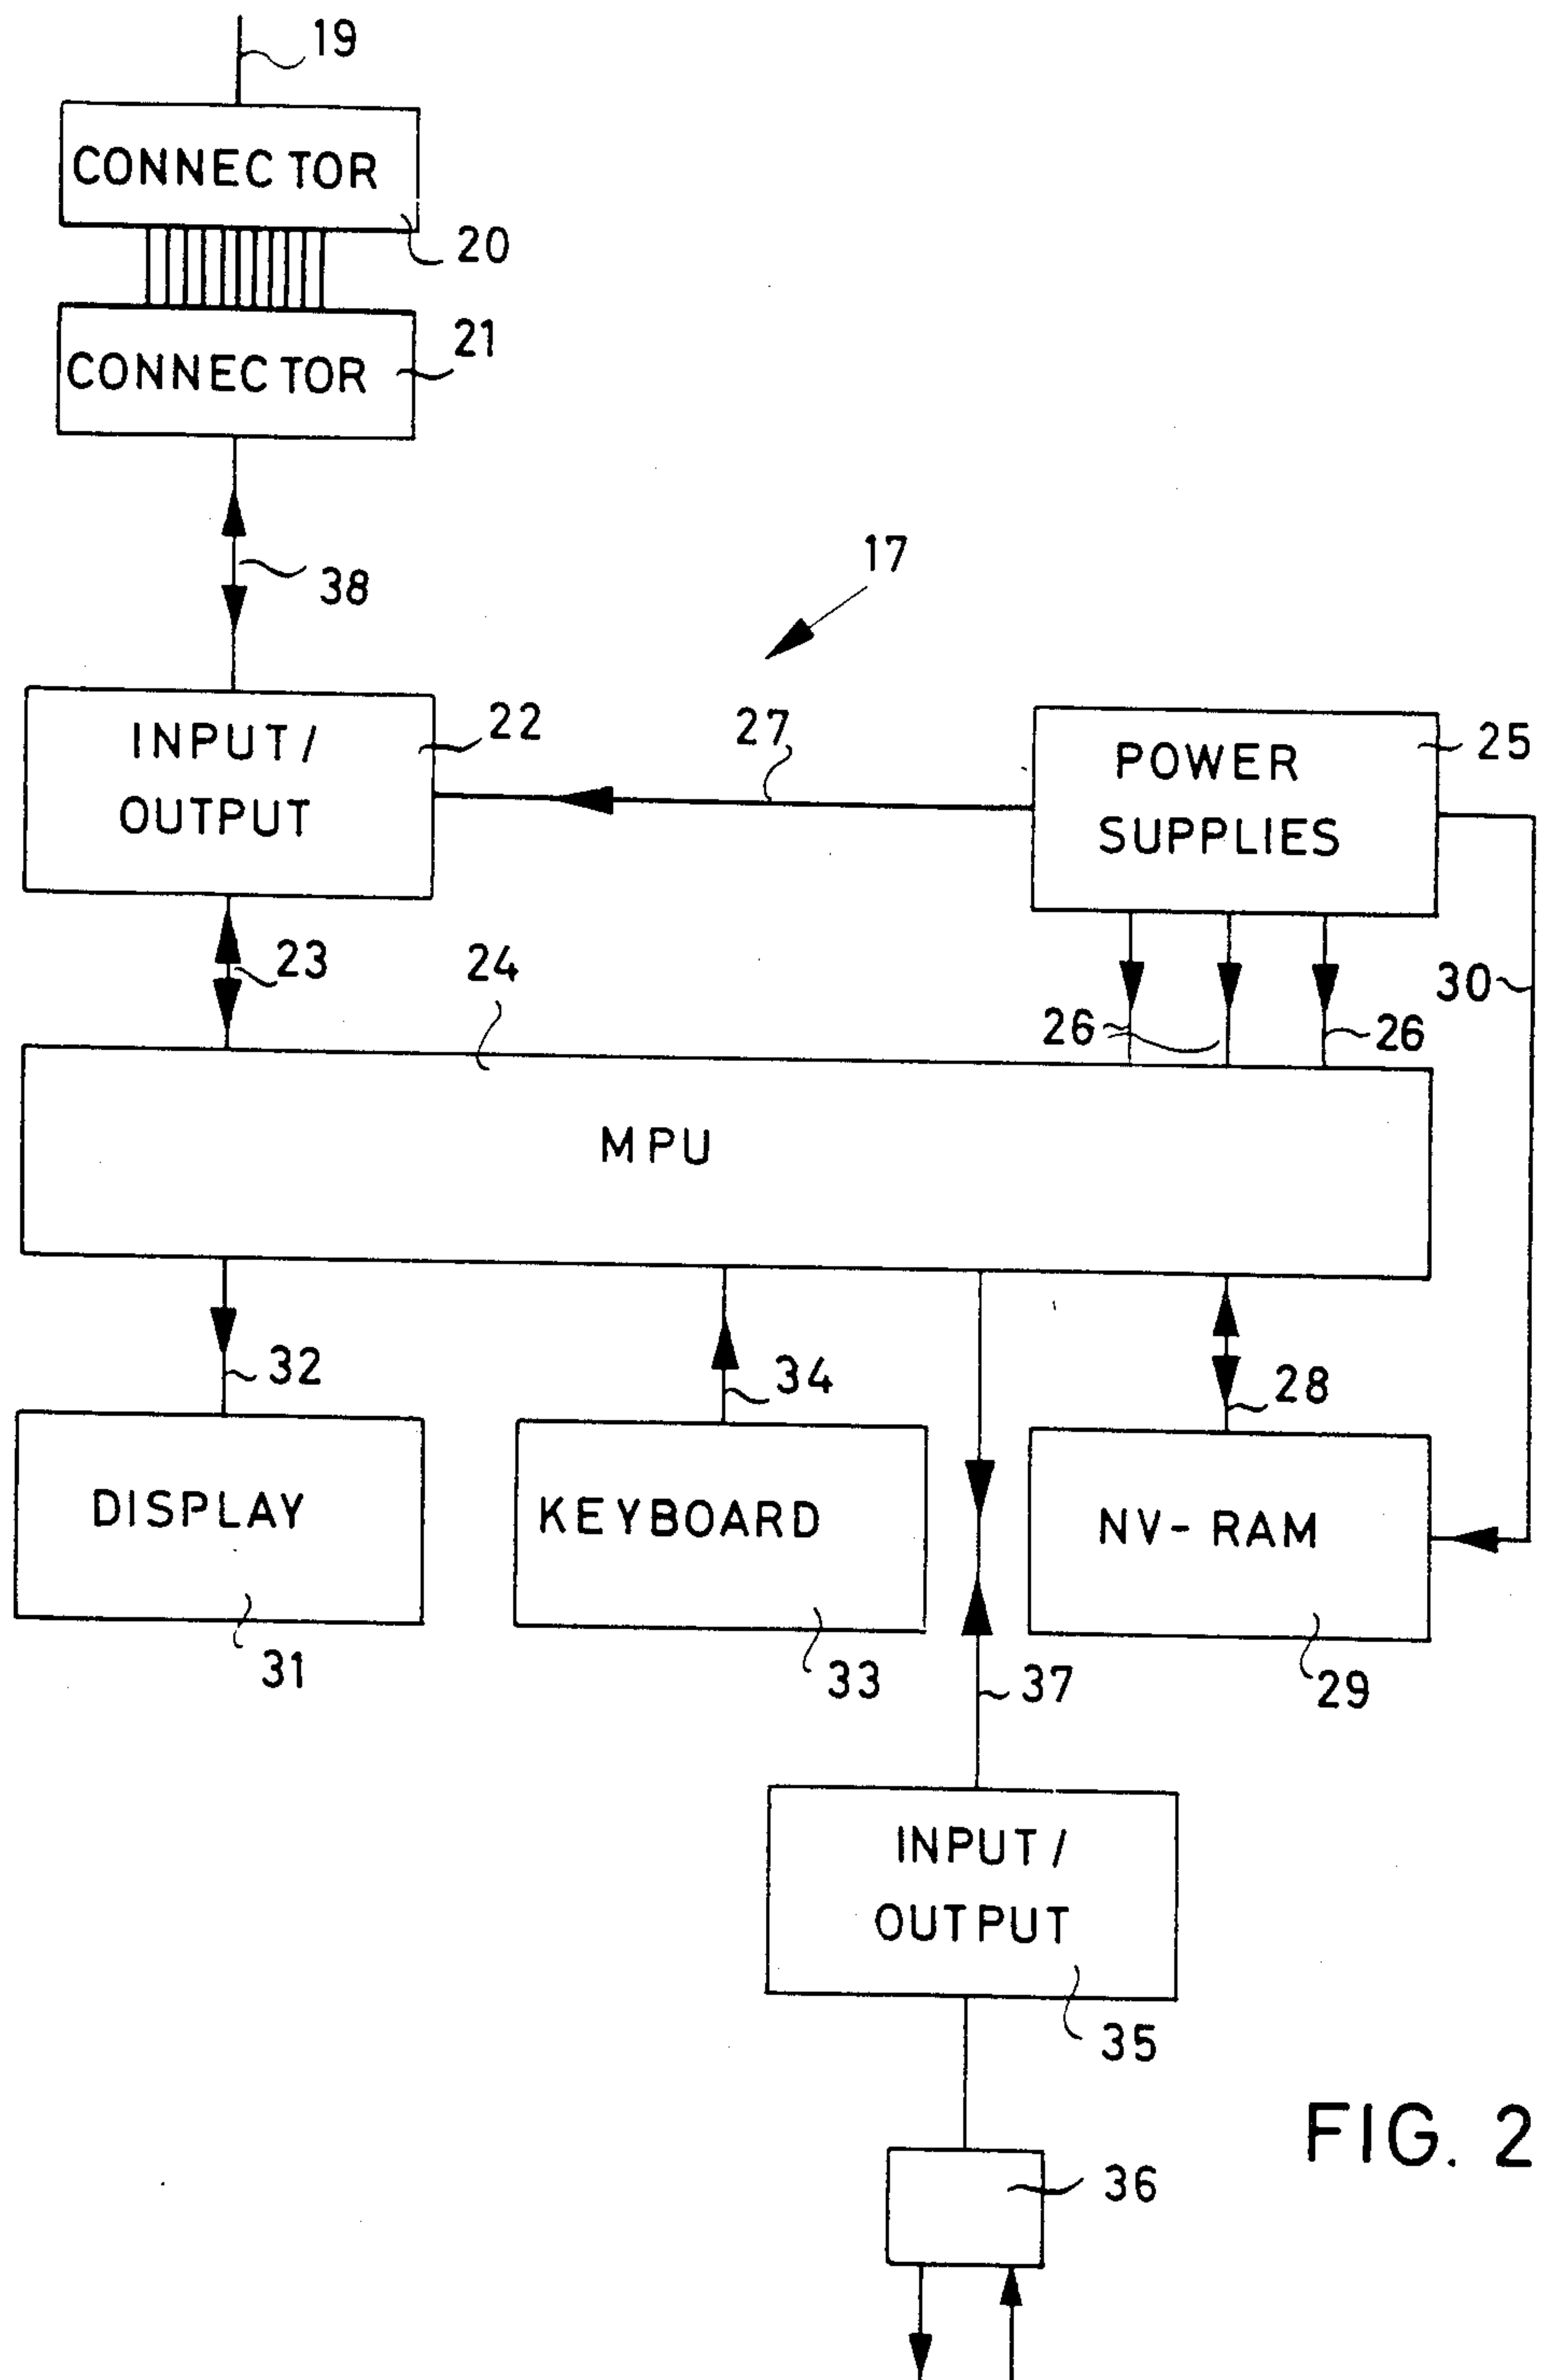 19
CONNECTOR
20
21
CONNECTOR
17
38
22
27
25
INPUT/
OUTPUT
POWER
SUPPLIES
23
24
30
26
26
MPU
32
34
28
DISPLAY
KEYBOARD
NV-RAM
31
33
37
29
INPUT/
OUTPUT
35
FIG. 2
36